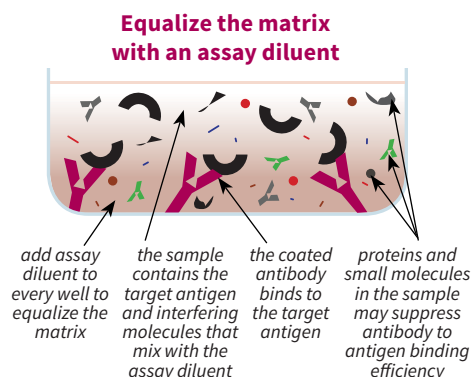 Equalize the matrix
with an assay diluent
add assay
diluent to
every well to
equalize the
matrix
the sample
contains the
target antigen
and interfering
molecules that
mix with the
assay diluent
the coated
antibody
binds to
the target
antigen
proteins and
small molecules
in the sample
may suppress
antibody to
antigen binding
efficiency